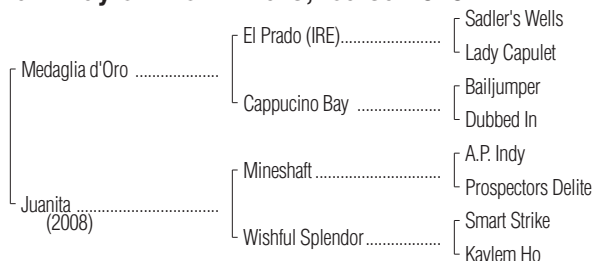 Sadler's Wells
El Prado (IRE)....................
Lady Capulet
Medaglia d'Oro ....................
Bailjumper
Cappucino Bay ....................
Dubbed In
A.P. Indy
Mineshaft ..........................
Prospectors Delite
Juanita ..................................
(2008)
Smart Strike
Wishful Splendor..................
Kaylem Ho